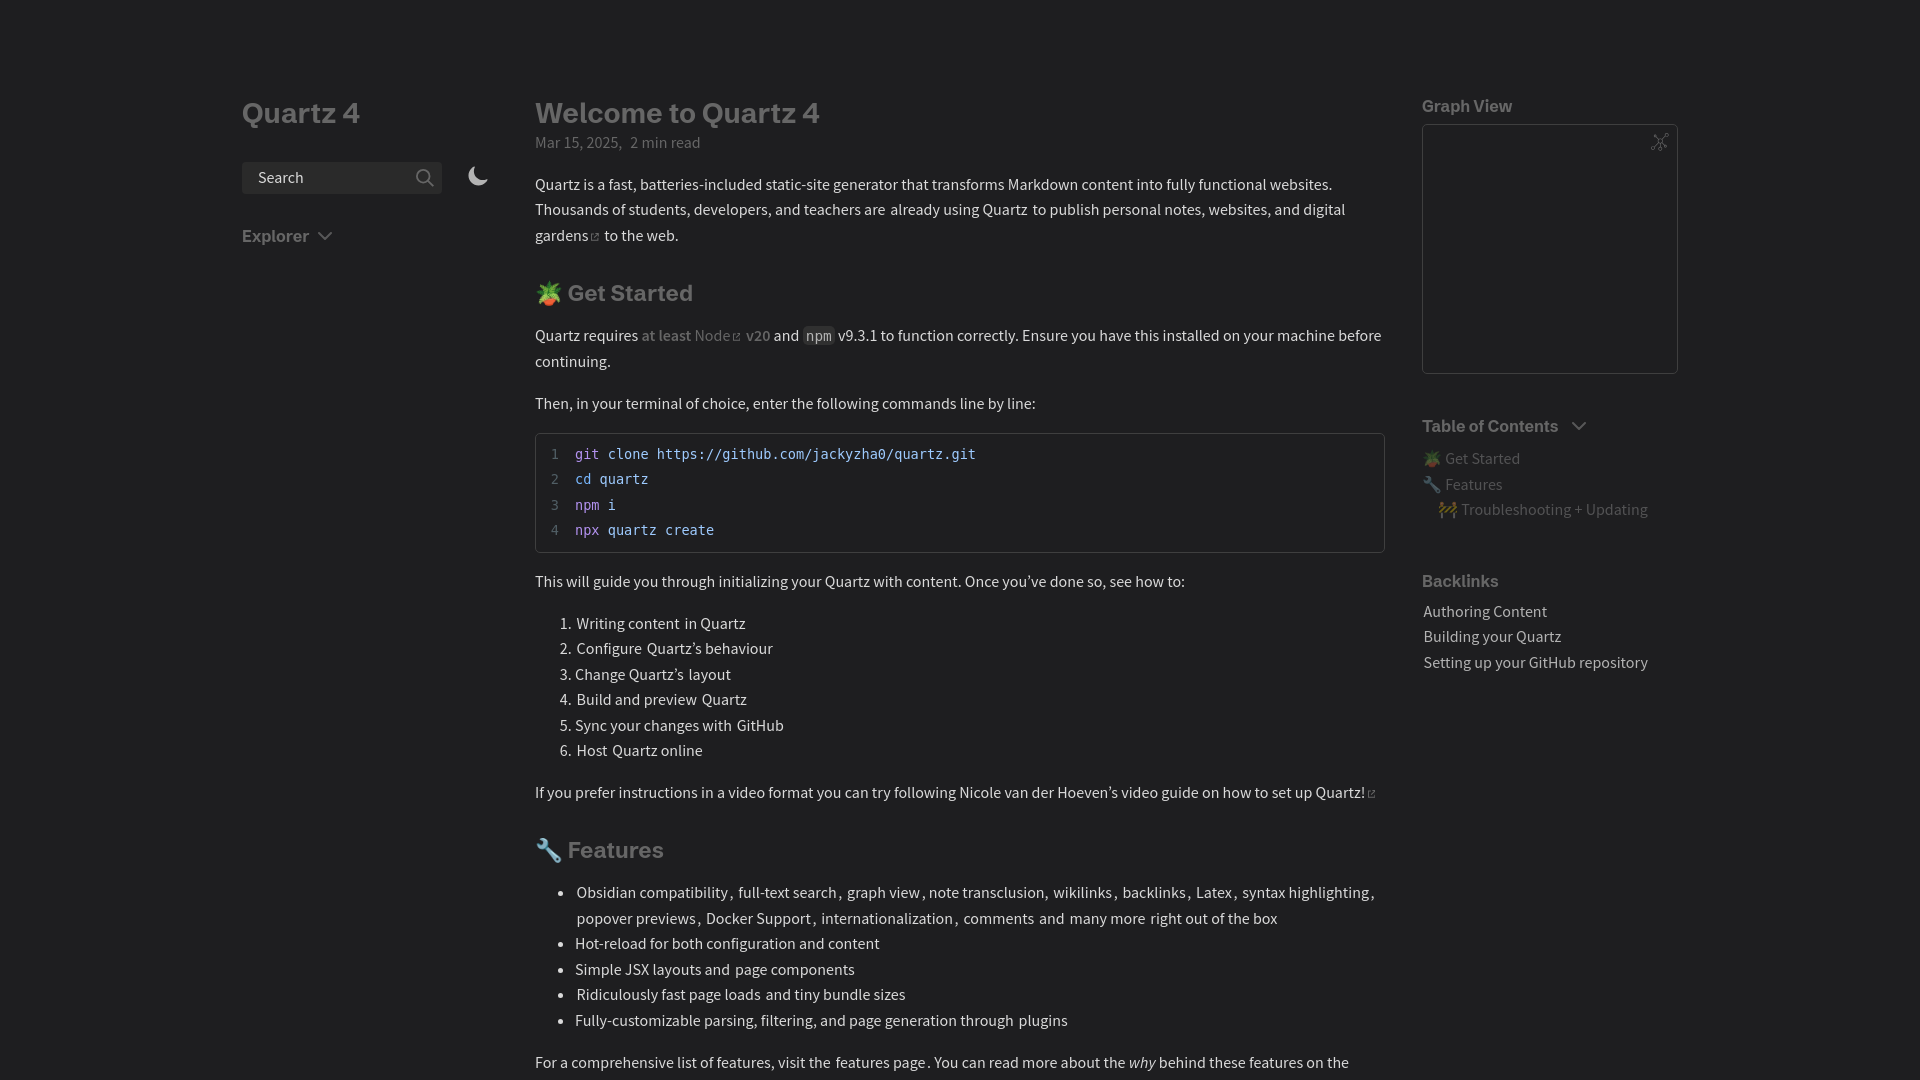 Quartz 4
Search
Explorer
Welcome to Quartz 4
Mar 15, 2025, 2 min read
Quartz is a fast, batteries-included static-site generator that transforms Markdown content into fully functional websites.
Thousands of students, developers, and teachers are already using Quartz to publish personal notes, websites, and digital
gardens to the web.
🪴 Get Started
Quartz requires at least Node v20 and npm v9.3.1 to function correctly. Ensure you have this installed on your machine before
continuing.
Then, in your terminal of choice, enter the following commands line by line:
1 git clone https://github.com/jackyzha0/quartz.git
2 cd quartz
3 npm i
4 npx quartz create
This will guide you through initializing your Quartz with content. Once you’ve done so, see how to:
1. Writing content in Quartz
2. Configure Quartz’s behaviour
3. Change Quartz’s layout
4. Build and preview Quartz
5. Sync your changes with GitHub
6. Host Quartz online
If you prefer instructions in a video format you can try following Nicole van der Hoeven’s video guide on how to set up Quartz!
🔧 Features
• Obsidian compatibility, full-text search, graph view, note transclusion, wikilinks, backlinks, Latex, syntax highlighting,
popover previews, Docker Support, internationalization, comments and many more right out of the box
• Hot-reload for both configuration and content
• Simple JSX layouts and page components
• Ridiculously fast page loads and tiny bundle sizes
• Fully-customizable parsing, filtering, and page generation through plugins
For a comprehensive list of features, visit the features page. You can read more about the why behind these features on the
Graph View
Table of Contents
🪴 Get Started
🔧 Features
🚧 Troubleshooting + Updating
Backlinks
Authoring Content
Building your Quartz
Setting up your GitHub repository